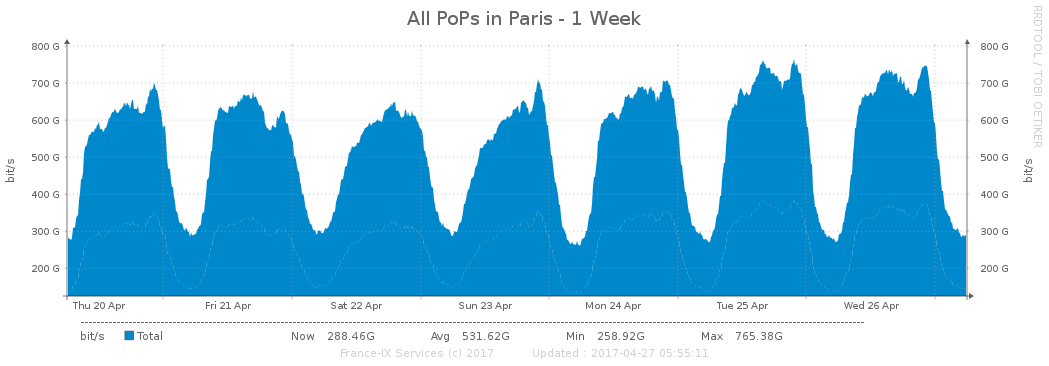 All PoPs in Paris - 1 Week
RRDTOOL / TOBI OETIKER
800 G 800 G
700 G 700 G
600 G 600 G
500 G 500 G
400 G 400 G
300 G 300 G
200 G 200 G
bit/s bit/s
Thu 20 Apr Fri 21 Apr Sat 22 Apr Sun 23 Apr Mon 24 Apr Tue 25 Apr Wed 26 Apr
bit/s Total Now 288.46G Avg 531.62G Min 258.92G Max 765.38G
France-IX Services (c) 2017 Updated : 2017-04-27 05:55:11